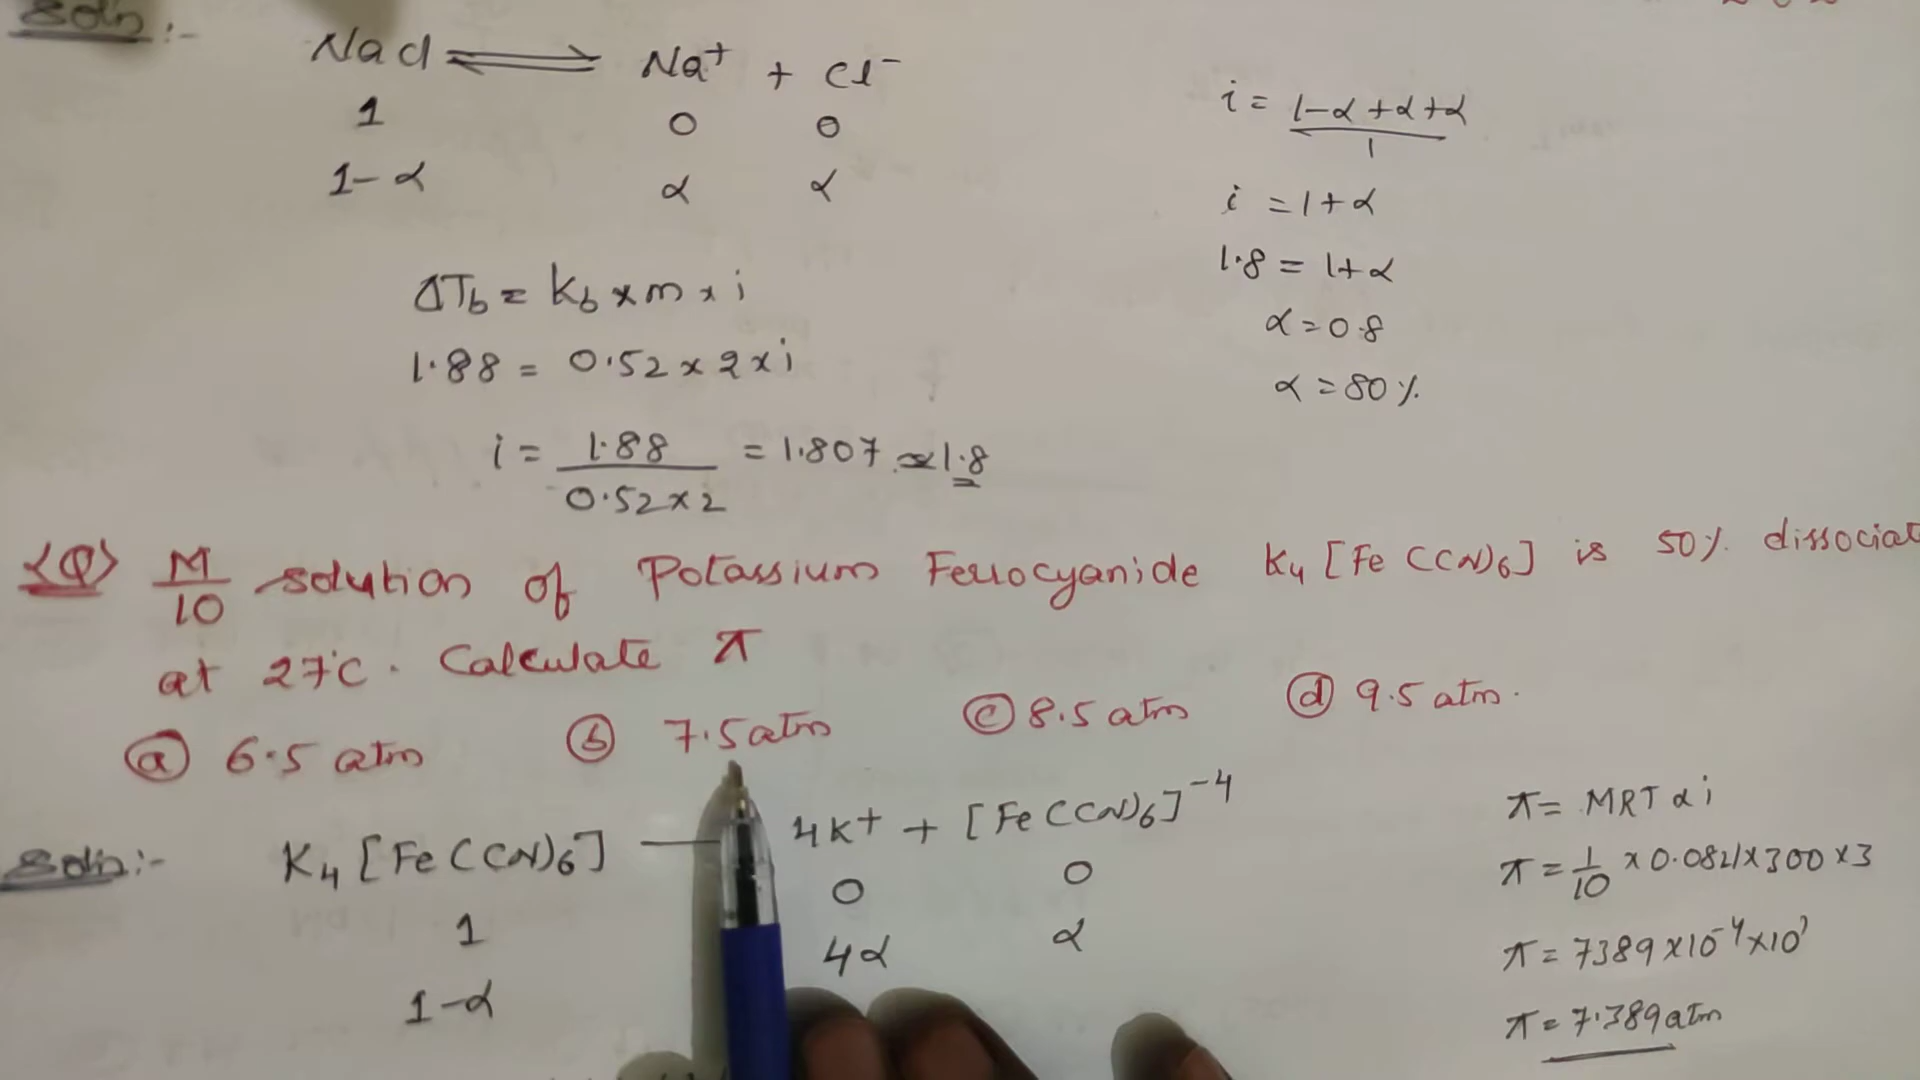 Soln:-
NaCl ⇌ Na⁺ + Cl⁻
1 0 0
1-α α α
i = (1-α+α+α)/1
i = 1+α
1.8 = 1+α
α = 0.8
α = 80%
ΔTb = Kb × m × i
1.88 = 0.52 × 2 × i
i = 1.88/(0.52×2) = 1.807 ≈ 1.8
<Q> M/10 solution of Potassium Ferrocyanide K₄[Fe(CN)₆] is 50% dissociat
at 27°C. Calculate π
(a) 6.5 atm (b) 7.5 atm (c) 8.5 atm (d) 9.5 atm.
Soln:- K₄[Fe(CN)₆] — 4K⁺ + [Fe(CN)₆]⁻⁴
1 0 0
1-α 4α α
π = MRT α i
π = 1/10 × 0.0821 × 300 × 3
π = 7389×10⁻⁴×10¹
π = 7.389 atm